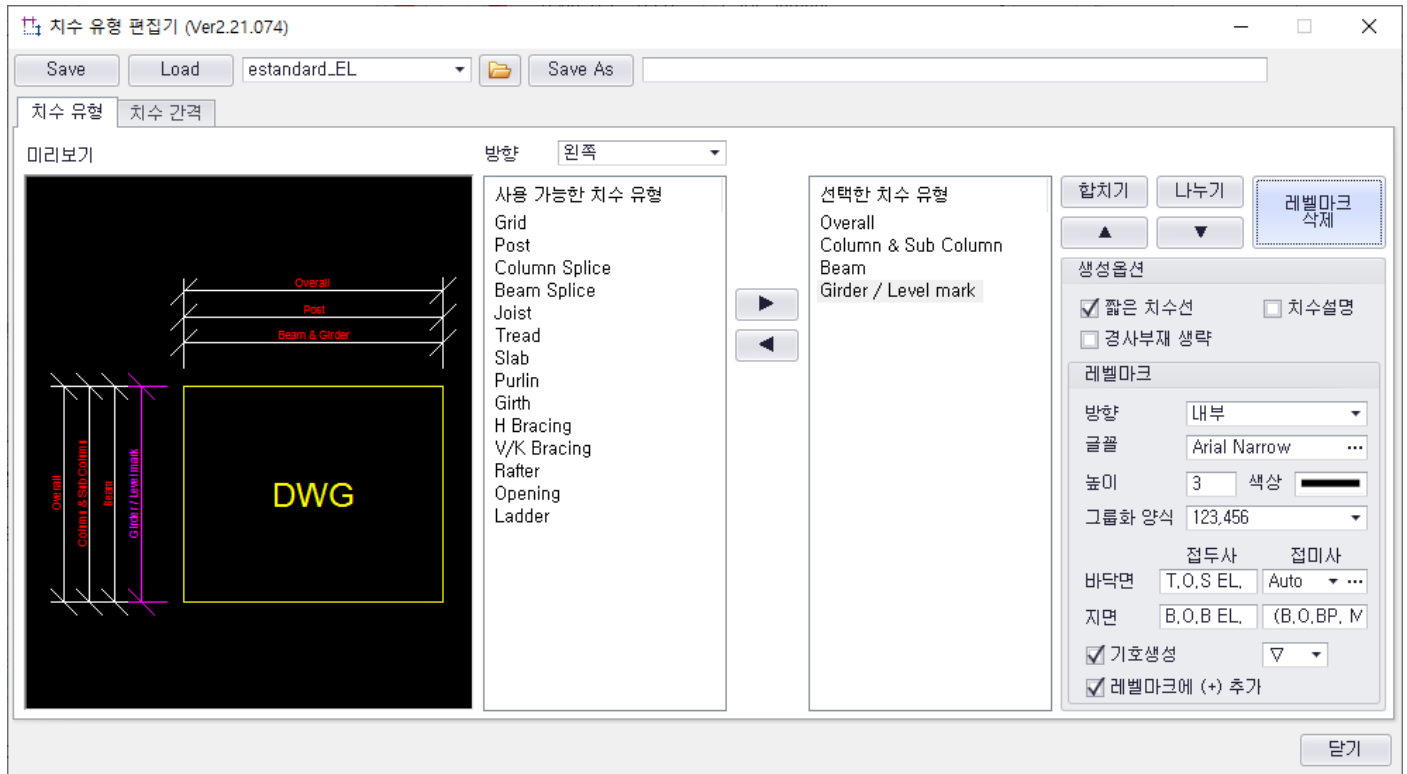 치수 유형 편집기 (Ver2.21.074)
Save Load estandard_EL Save As
치수 유형 치수 간격
미리보기
방향 왼쪽
Overall
Post
Beam & Girder
Overall
Column & Sub Column
Beam
Girder / Level mark
DWG
사용 가능한 치수 유형
Grid
Post
Column Splice
Beam Splice
Joist
Tread
Slab
Purlin
Girth
H Bracing
V/K Bracing
Rafter
Opening
Ladder
▶
◀
선택한 치수 유형
Overall
Column & Sub Column
Beam
Girder / Level mark
합치기 나누기 레벨마크
삭제
▲ ▼
생성옵션
짧은 치수선 치수설명
경사부재 생략
레벨마크
방향 내부
글꼴 Arial Narrow ...
높이 3 색상
그룹화 양식 123,456
접두사 접미사
바닥면 T.O.S EL. Auto ...
지면 B.O.B EL. (B.O.BP. M
기호생성 ▽
레벨마크에 (+) 추가
닫기